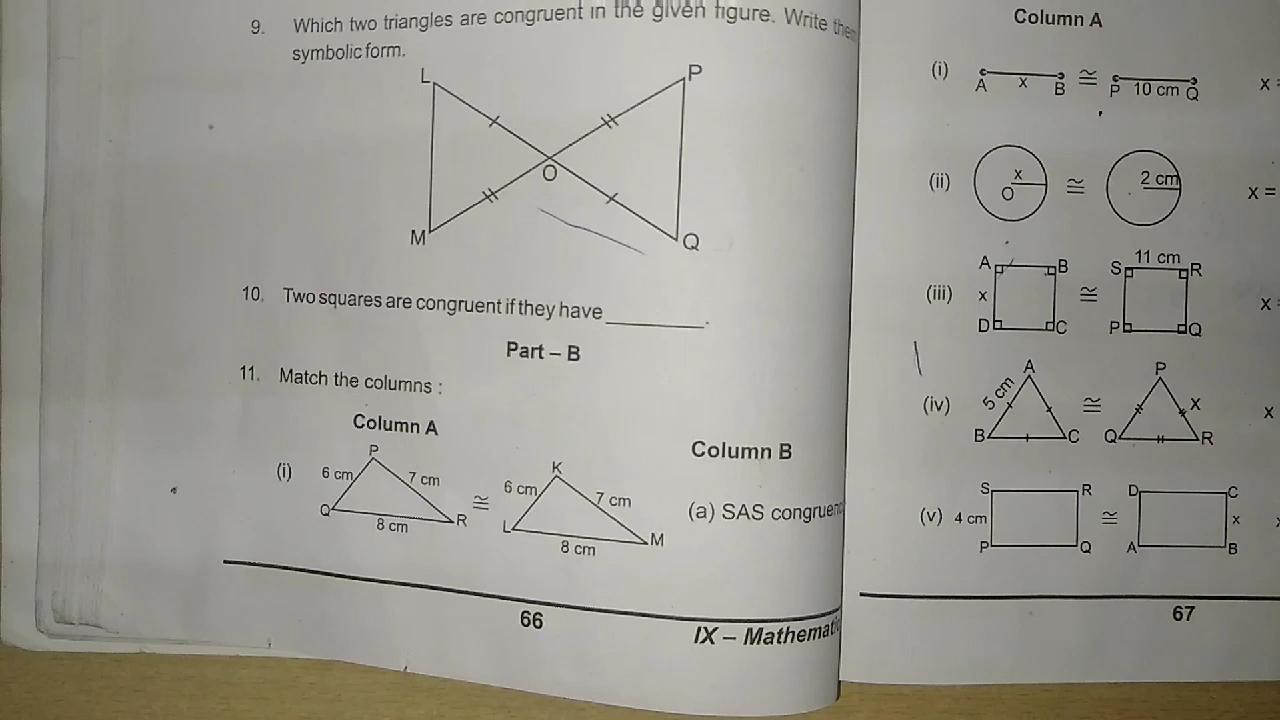 9. Which two triangles are congruent in the given figure. Write
symbolic form.
L
P
O
M
Q
10. Two squares are congruent if they have ________.
Part – B
11. Match the columns :
Column A
Column B
(i)
P
6 cm
7 cm
Q
8 cm
R
≅
K
6 cm
7 cm
L
8 cm
M
(a) SAS
66
IX –
Column A
(i) A x B ≅ P 10 cm Q x
(ii) x O ≅ 2 cm x =
(iii) A B x D C ≅ S 11 cm R P Q x
(iv) A 5 cm B C ≅ P x Q R x
(v) S R 4 cm P Q ≅ D C x A B
67